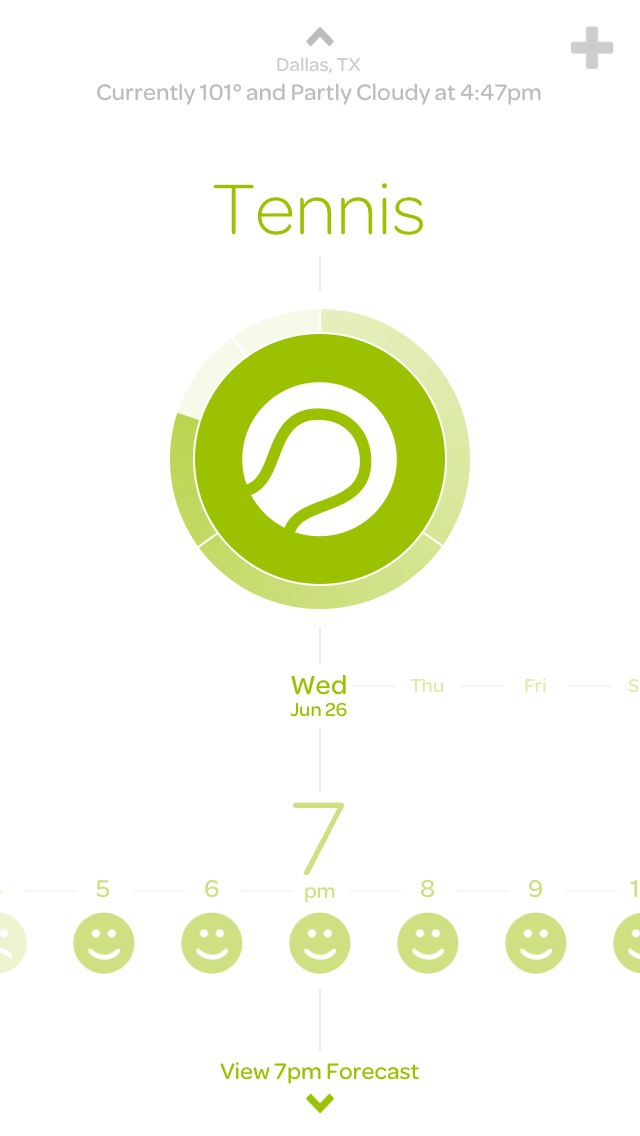 Dallas, TX
Currently 101° and Partly Cloudy at 4:47pm
Tennis
Wed Thu Fri S
Jun 26
7
5 6 pm 8 9 1
View 7pm Forecast